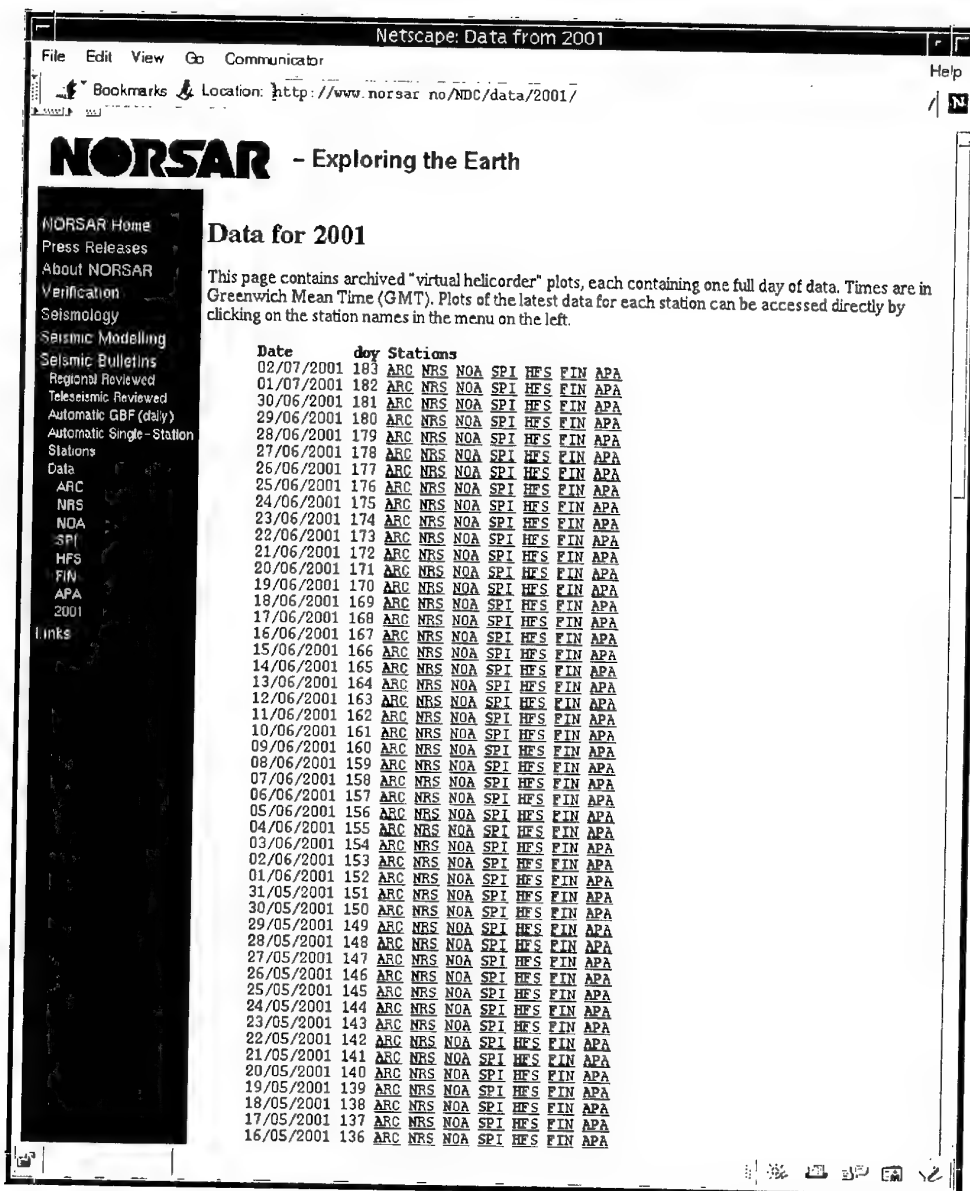 Netscape: Data from 2001
File Edit View Go Communicator
Help
Bookmarks Location: http://www.norsar no/NDC/data/2001/
N
NORSAR - Exploring the Earth
NORSAR Home
Press Releases
About NORSAR
Verification
Seismology
Seismic Modelling
Seismic Bulletins
Regional Reviewed
Teleseismic Reviewed
Automatic GBF (daily)
Automatic Single-Station
Stations
Data
ARC
NRS
NOA
SPI
HFS
FIN
APA
2001
Links
Data for 2001
This page contains archived "virtual helicorder" plots, each containing one full day of data. Times are in
Greenwich Mean Time (GMT). Plots of the latest data for each station can be accessed directly by
clicking on the station names in the menu on the left.
Date doy Stations
02/07/2001 183 ARC NRS NOA SPI HFS FIN APA
01/07/2001 182 ARC NRS NOA SPI HFS FIN APA
30/06/2001 181 ARC NRS NOA SPI HFS FIN APA
29/06/2001 180 ARC NRS NOA SPI HFS FIN APA
28/06/2001 179 ARC NRS NOA SPI HFS FIN APA
27/06/2001 178 ARC NRS NOA SPI HFS FIN APA
26/06/2001 177 ARC NRS NOA SPI HFS FIN APA
25/06/2001 176 ARC NRS NOA SPI HFS FIN APA
24/06/2001 175 ARC NRS NOA SPI HFS FIN APA
23/06/2001 174 ARC NRS NOA SPI HFS FIN APA
22/06/2001 173 ARC NRS NOA SPI HFS FIN APA
21/06/2001 172 ARC NRS NOA SPI HFS FIN APA
20/06/2001 171 ARC NRS NOA SPI HFS FIN APA
19/06/2001 170 ARC NRS NOA SPI HFS FIN APA
18/06/2001 169 ARC NRS NOA SPI HFS FIN APA
17/06/2001 168 ARC NRS NOA SPI HFS FIN APA
16/06/2001 167 ARC NRS NOA SPI HFS FIN APA
15/06/2001 166 ARC NRS NOA SPI HFS FIN APA
14/06/2001 165 ARC NRS NOA SPI HFS FIN APA
13/06/2001 164 ARC NRS NOA SPI HFS FIN APA
12/06/2001 163 ARC NRS NOA SPI HFS FIN APA
11/06/2001 162 ARC NRS NOA SPI HFS FIN APA
10/06/2001 161 ARC NRS NOA SPI HFS FIN APA
09/06/2001 160 ARC NRS NOA SPI HFS FIN APA
08/06/2001 159 ARC NRS NOA SPI HFS FIN APA
07/06/2001 158 ARC NRS NOA SPI HFS FIN APA
06/06/2001 157 ARC NRS NOA SPI HFS FIN APA
05/06/2001 156 ARC NRS NOA SPI HFS FIN APA
04/06/2001 155 ARC NRS NOA SPI HFS FIN APA
03/06/2001 154 ARC NRS NOA SPI HFS FIN APA
02/06/2001 153 ARC NRS NOA SPI HFS FIN APA
01/06/2001 152 ARC NRS NOA SPI HFS FIN APA
31/05/2001 151 ARC NRS NOA SPI HFS FIN APA
30/05/2001 150 ARC NRS NOA SPI HFS FIN APA
29/05/2001 149 ARC NRS NOA SPI HFS FIN APA
28/05/2001 148 ARC NRS NOA SPI HFS FIN APA
27/05/2001 147 ARC NRS NOA SPI HFS FIN APA
26/05/2001 146 ARC NRS NOA SPI HFS FIN APA
25/05/2001 145 ARC NRS NOA SPI HFS FIN APA
24/05/2001 144 ARC NRS NOA SPI HFS FIN APA
23/05/2001 143 ARC NRS NOA SPI HFS FIN APA
22/05/2001 142 ARC NRS NOA SPI HFS FIN APA
21/05/2001 141 ARC NRS NOA SPI HFS FIN APA
20/05/2001 140 ARC NRS NOA SPI HFS FIN APA
19/05/2001 139 ARC NRS NOA SPI HFS FIN APA
18/05/2001 138 ARC NRS NOA SPI HFS FIN APA
17/05/2001 137 ARC NRS NOA SPI HFS FIN APA
16/05/2001 136 ARC NRS NOA SPI HFS FIN APA